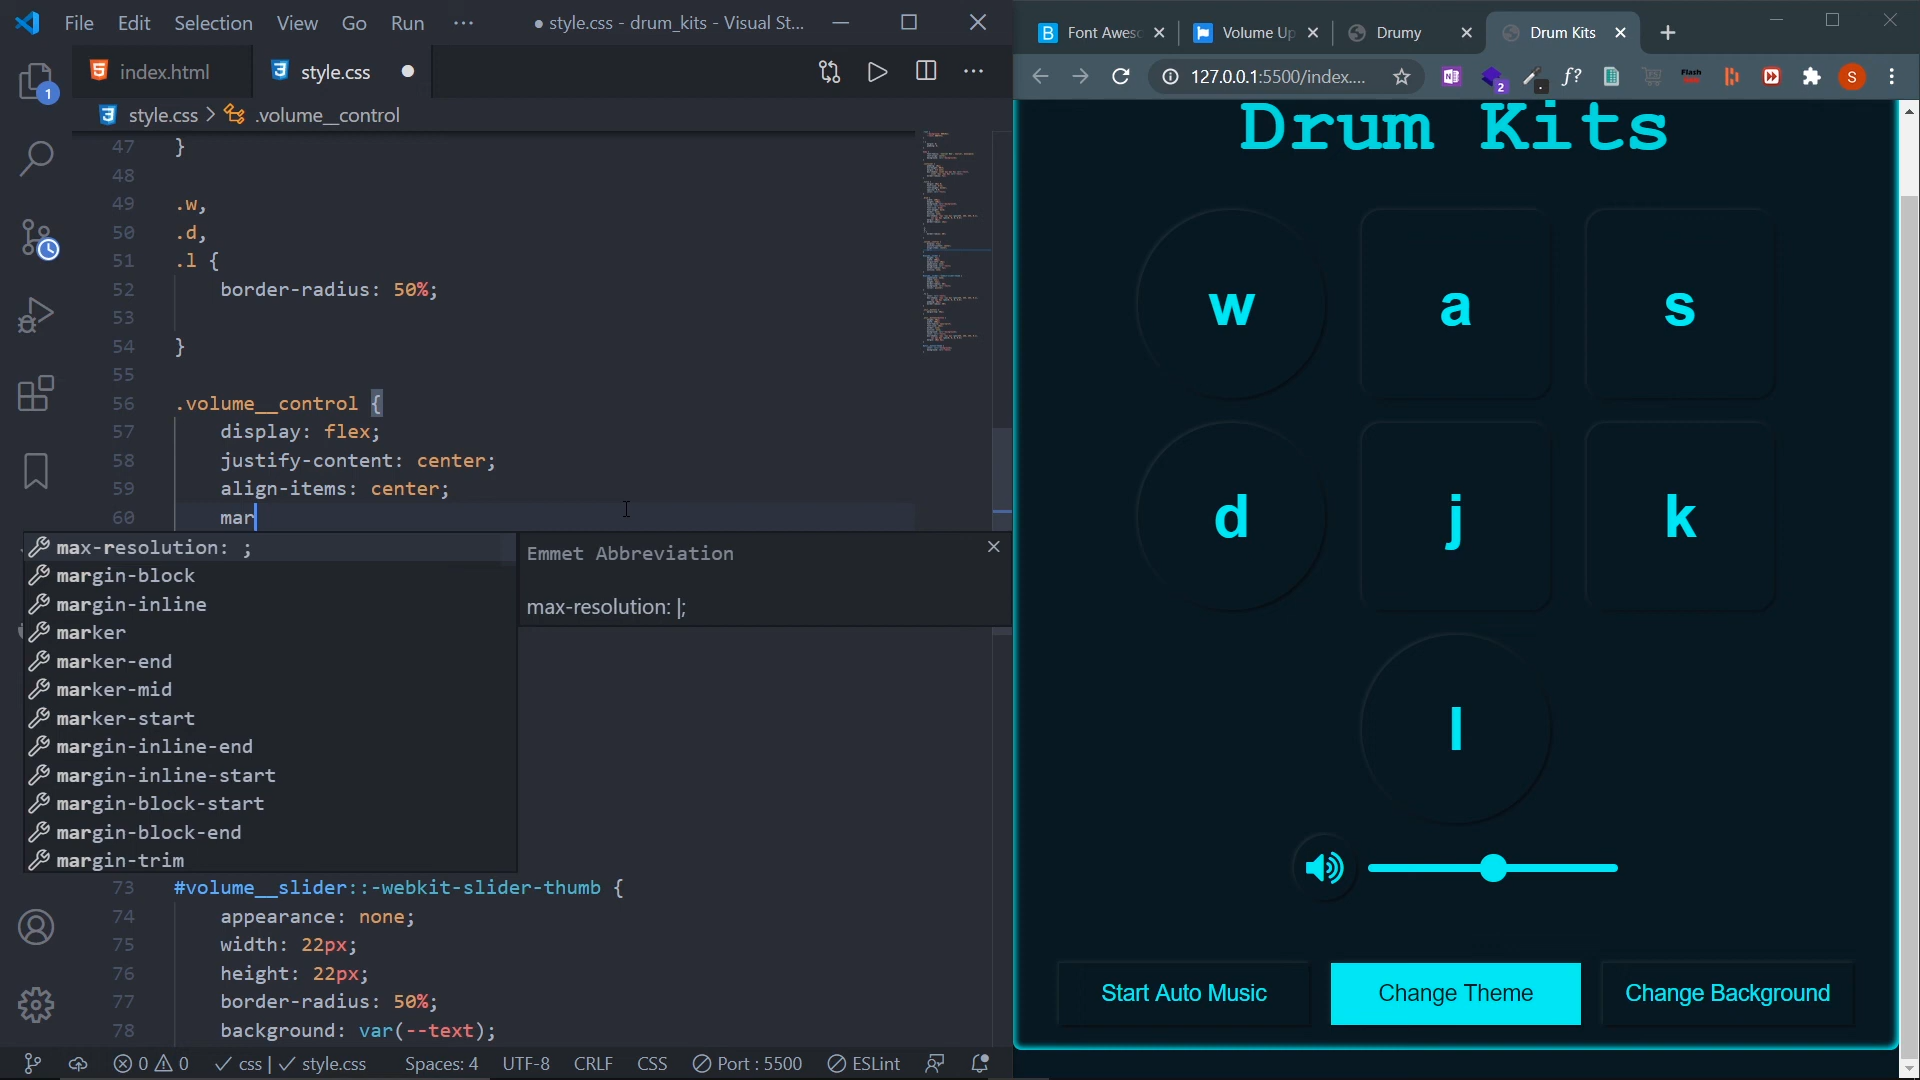 File Edit Selection View Go Run ···
● style.css - drum_kits - Visual St...
index.html
style.css ●
style.css > .volume__control
47 }
48
49 .w,
50 .d,
51 .l {
52 border-radius: 50%;
53
54 }
55
56 .volume__control {
57 display: flex;
58 justify-content: center;
59 align-items: center;
60 mar
max-resolution: ;
margin-block
margin-inline
marker
marker-end
marker-mid
marker-start
margin-inline-end
margin-inline-start
margin-block-start
margin-block-end
margin-trim
Emmet Abbreviation
max-resolution: |;
73 #volume__slider::-webkit-slider-thumb {
74 appearance: none;
75 width: 22px;
76 height: 22px;
77 border-radius: 50%;
78 background: var(--text);
1
0 0 css | style.css Spaces: 4 UTF-8 CRLF CSS Port : 5500 ESLint
B Font Awes
Volume Up
Drumy
Drum Kits
127.0.0.1:5500/index....
2
f?
Flash
S
Drum Kits
w a s
d j k
l
Start Auto Music
Change Theme
Change Background